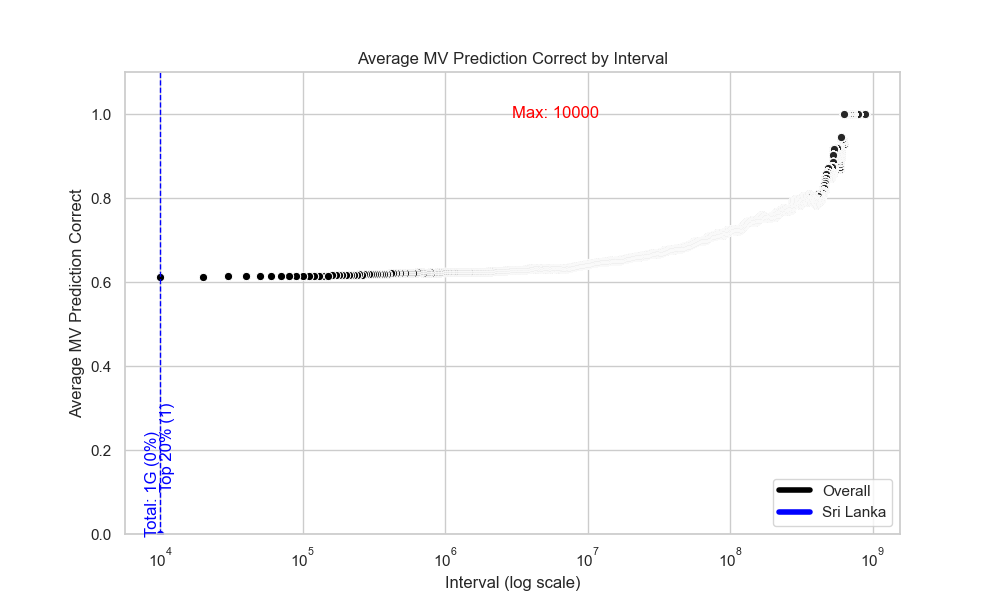 Average MV Prediction Correct by Interval
Max: 10000
Average MV Prediction Correct
1.0
0.8
0.6
0.4
0.2
0.0
Total: 1G (0%)
Top 20% (1)
Overall
Sri Lanka
10^4
10^5
10^6
10^7
10^8
10^9
Interval (log scale)